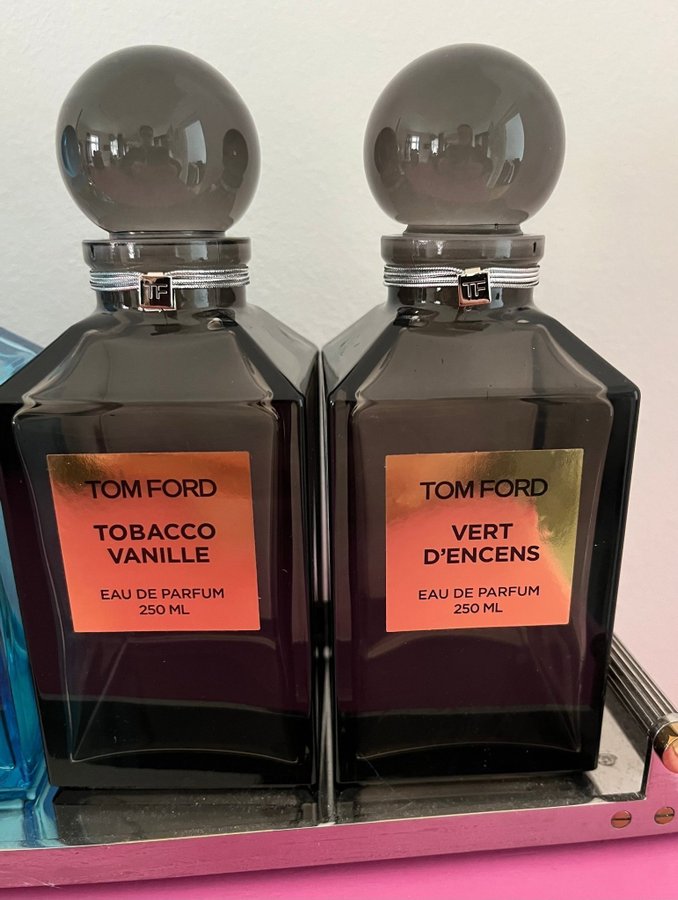 TF
TOM FORD
TOBACCO
VANILLE
EAU DE PARFUM
250 ML
TF
TOM FORD
VERT
D'ENCENS
EAU DE PARFUM
250 ML